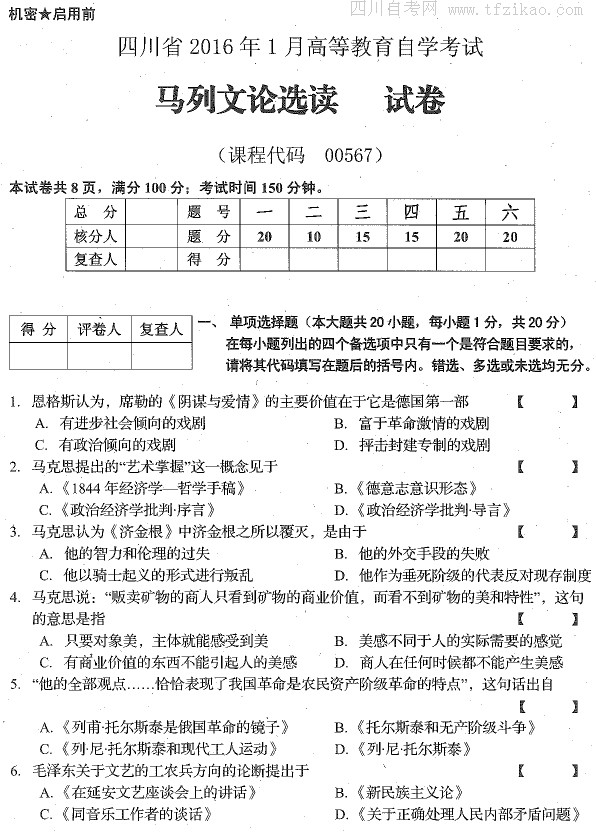 机密★启用前
四川自考网
www.tfzikao.com
四川省 2016 年 1 月高等教育自学考试
马列文论选读 试卷
（课程代码 00567）
本试卷共 8 页，满分 100 分；考试时间 150 分钟。
总 分 题 号 一 二 三 四 五 六
核分人 题 分 20 10 15 15 20 20
复查人 得 分
得 分 评卷人 复查人
一、 单项选择题（本大题共 20 小题，每小题 1 分，共 20 分）
在每小题列出的四个备选项中只有一个是符合题目要求的，
请将其代码填写在题后的括号内。错选、多选或未选均无分。
1. 恩格斯认为，席勒的《阴谋与爱情》的主要价值在于它是德国第一部 【 】
A. 有进步社会倾向的戏剧 B. 富于革命激情的戏剧
C. 有政治倾向的戏剧 D. 抨击封建专制的戏剧
2. 马克思提出的“艺术掌握”这一概念见于 【 】
A.《1844 年经济学—哲学手稿》 B.《德意志意识形态》
C.《政治经济学批判·序言》 D.《政治经济学批判·导言》
3. 马克思认为《济金根》中济金根之所以覆灭，是由于 【 】
A. 他的智力和伦理的过失 B. 他的外交手段的失败
C. 他以骑士起义的形式进行叛乱 D. 他作为垂死阶级的代表反对现存制度
4. 马克思说：“贩卖矿物的商人只看到矿物的商业价值，而看不到矿物的美和特性”，这句
的意思是指 【 】
A. 只要对象美，主体就能感受到美 B. 美感不同于人的实际需要的感觉
C. 有商业价值的东西不能引起人的美感 D. 商人在任何时候都不能产生美感
5. “他的全部观点……恰恰表现了我国革命是农民资产阶级革命的特点”，这句话出自
【 】
A.《列甫·托尔斯泰是俄国革命的镜子》 B.《托尔斯泰和无产阶级斗争》
C.《列·尼·托尔斯泰和现代工人运动》 D.《列·尼·托尔斯泰》
6. 毛泽东关于文艺的工农兵方向的论断提出于 【 】
A.《在延安文艺座谈会上的讲话》 B.《新民族主义论》
C.《同音乐工作者的谈话》 D.《关于正确处理人民内部矛盾问题》